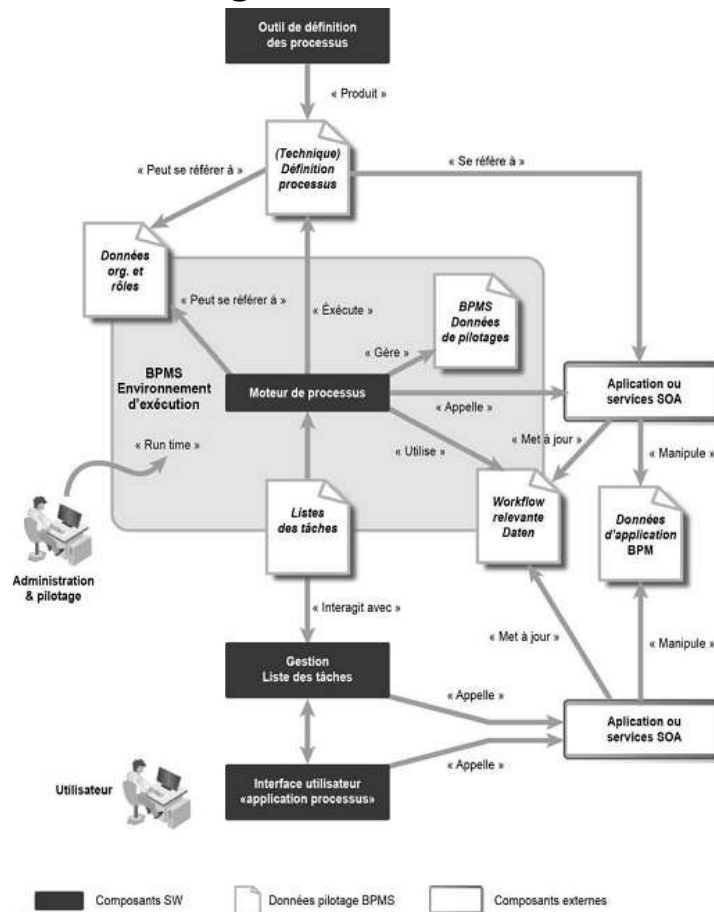 Outil de définition
des processus
« Produit »
(Technique)
Définition
processus
« Peut se référer à »
« Se réfère à »
Données
org. et
rôles
« Peut se référer à »
« Éxécute »
BPMS
Données
de pilotages
« Gère »
BPMS
Environnement
d'exécution
Moteur de processus
« Appelle »
Aplication ou
services SOA
« Run time »
« Utilise »
« Met à jour »
« Manipule »
Listes
des tâches
Workflow
relevante
Daten
Données
d'application
BPM
Administration
& pilotage
« Interagit avec »
« Met à jour »
« Manipule »
Gestion
Liste des tâches
« Appelle »
Aplication ou
services SOA
« Appelle »
Utilisateur
Interface utilisateur
«application processus»
Composants SW
Données pilotage BPMS
Composants externes